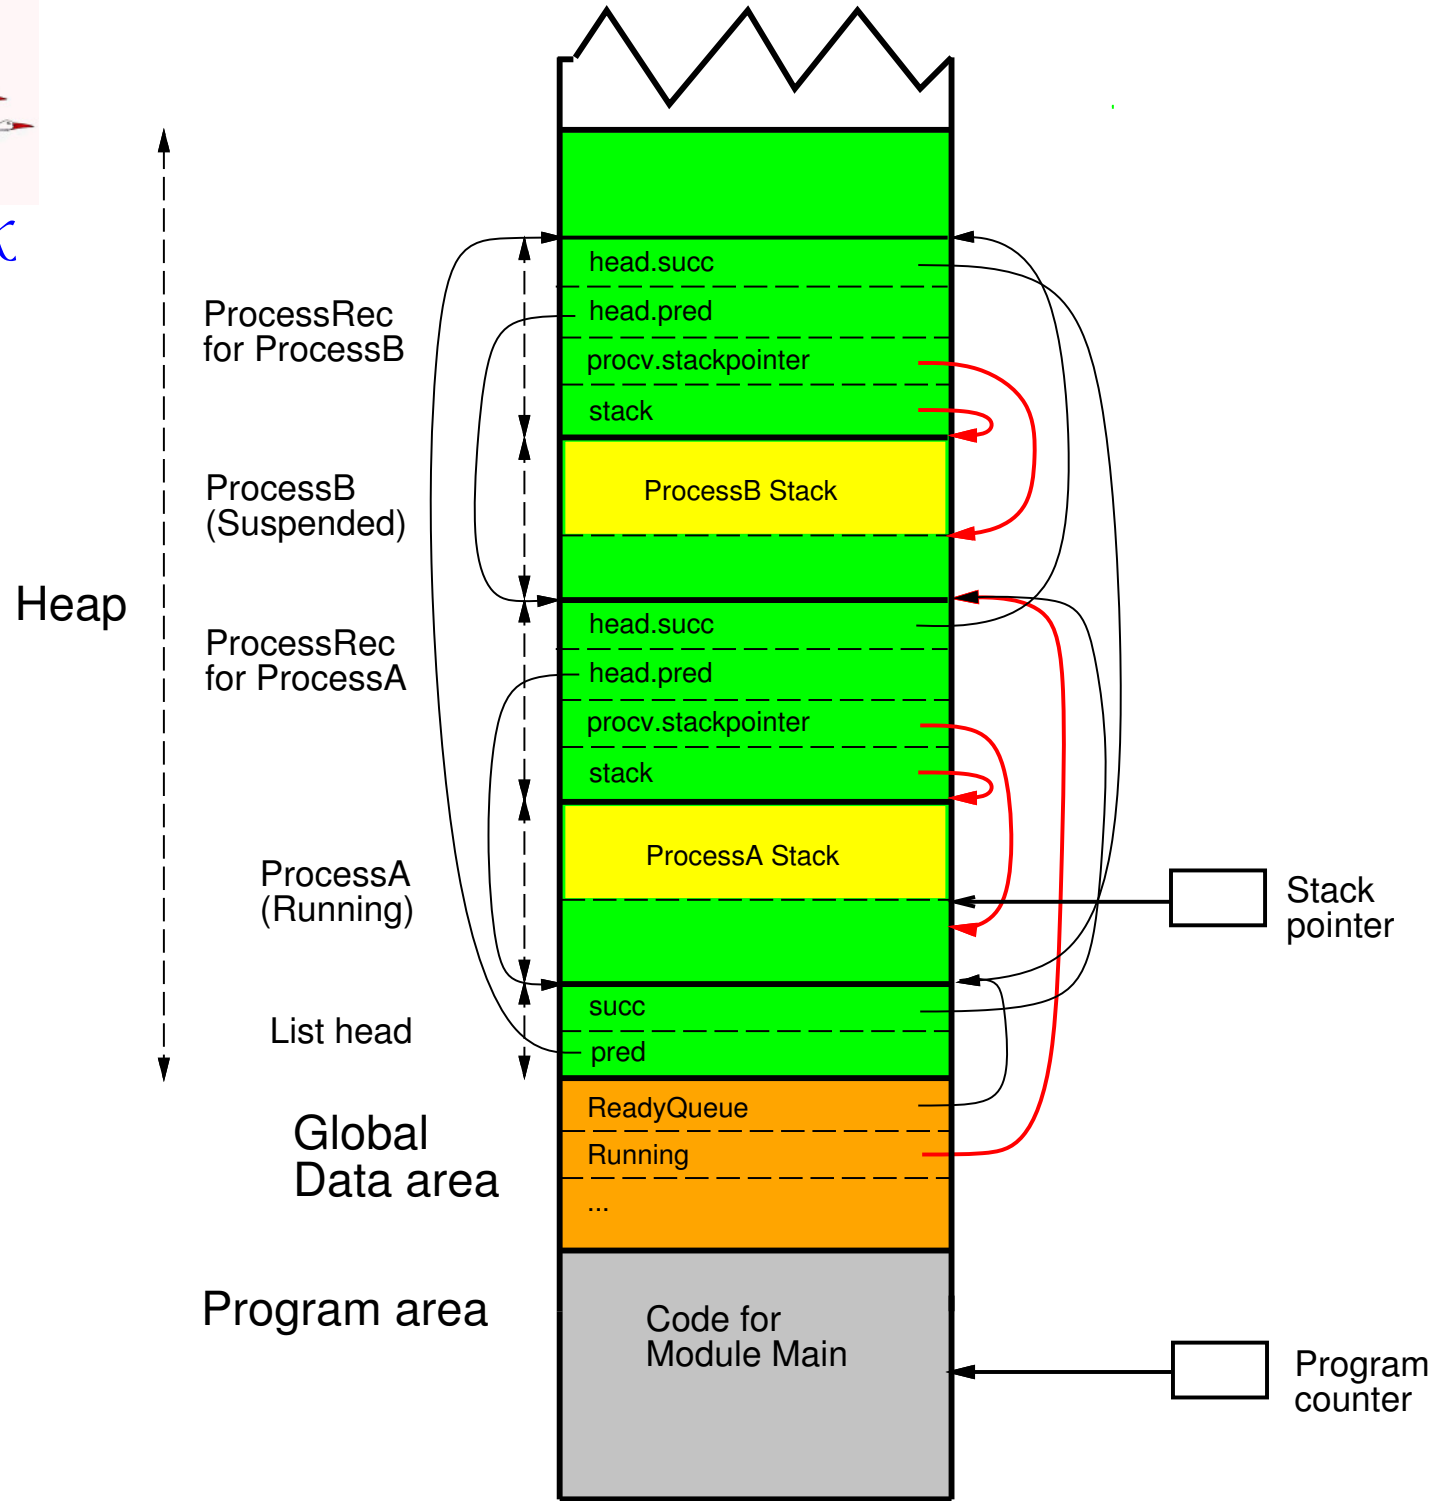 head.succ
head.pred
procv.stackpointer
stack
ProcessRec
for ProcessB
ProcessB Stack
ProcessB
(Suspended)
Heap
head.succ
head.pred
procv.stackpointer
stack
ProcessRec
for ProcessA
ProcessA Stack
ProcessA
(Running)
Stack
pointer
succ
pred
List head
ReadyQueue
Running
...
Global
Data area
Program area
Code for
Module Main
Program
counter